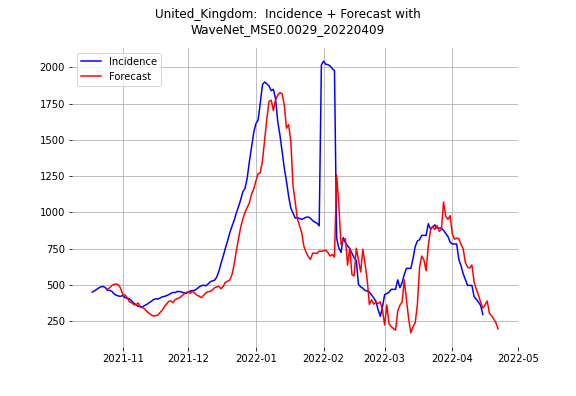 United_Kingdom:  Incidence + Forecast with
WaveNet_MSE0.0029_20220409
Incidence
Forecast
2000
1750
1500
1250
1000
750
500
250
2021-11 2021-12 2022-01 2022-02 2022-03 2022-04 2022-05